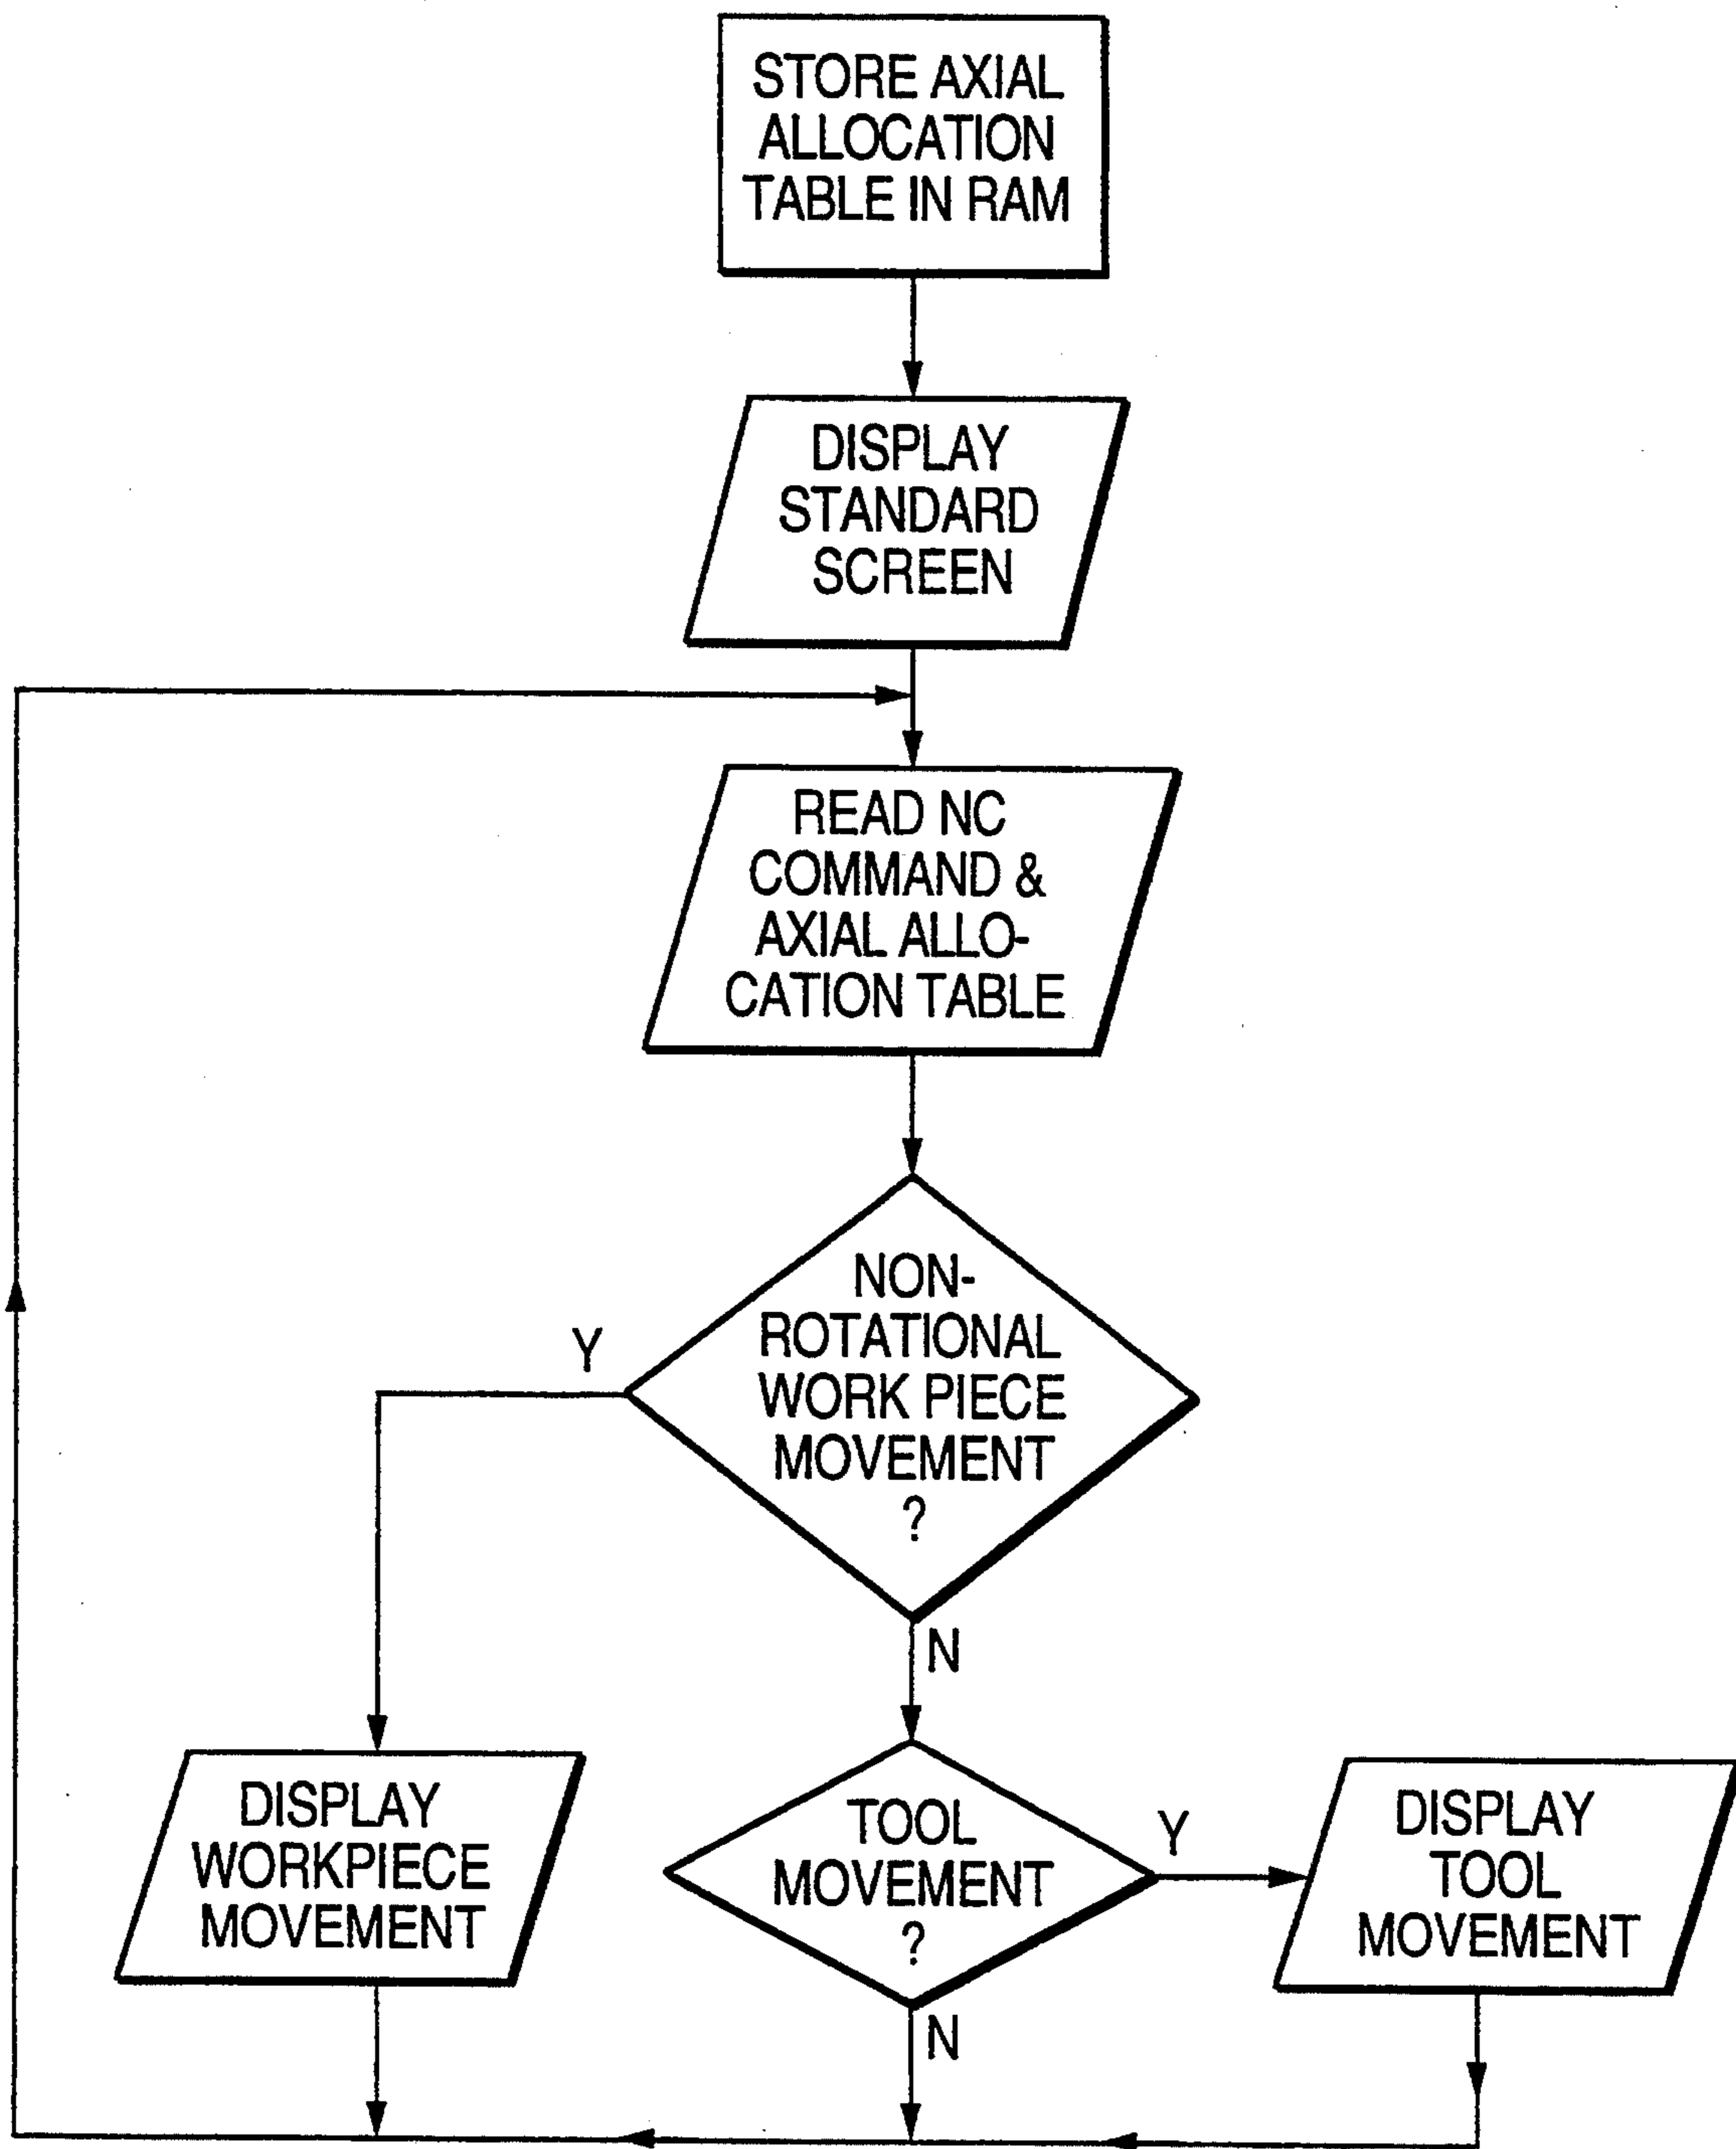 STORE AXIAL
ALLOCATION
TABLE IN RAM
DISPLAY
STANDARD
SCREEN
READ NC
COMMAND &
AXIAL ALLO-
CATION TABLE
NON-
ROTATIONAL
WORK PIECE
MOVEMENT
?
Y
N
DISPLAY
WORKPIECE
MOVEMENT
TOOL
MOVEMENT
?
Y
N
DISPLAY
TOOL
MOVEMENT